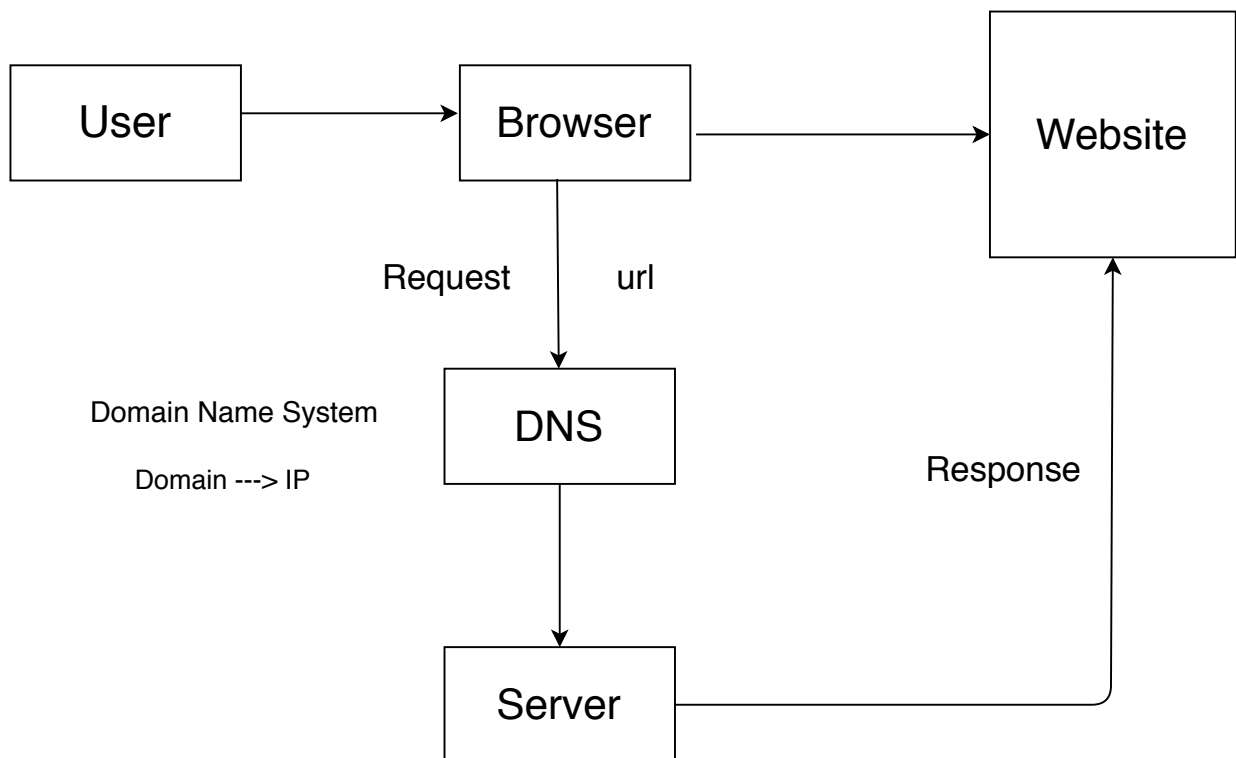 User
Browser
Website
Request
url
Domain Name System
DNS
Domain ---> IP
Response
Server